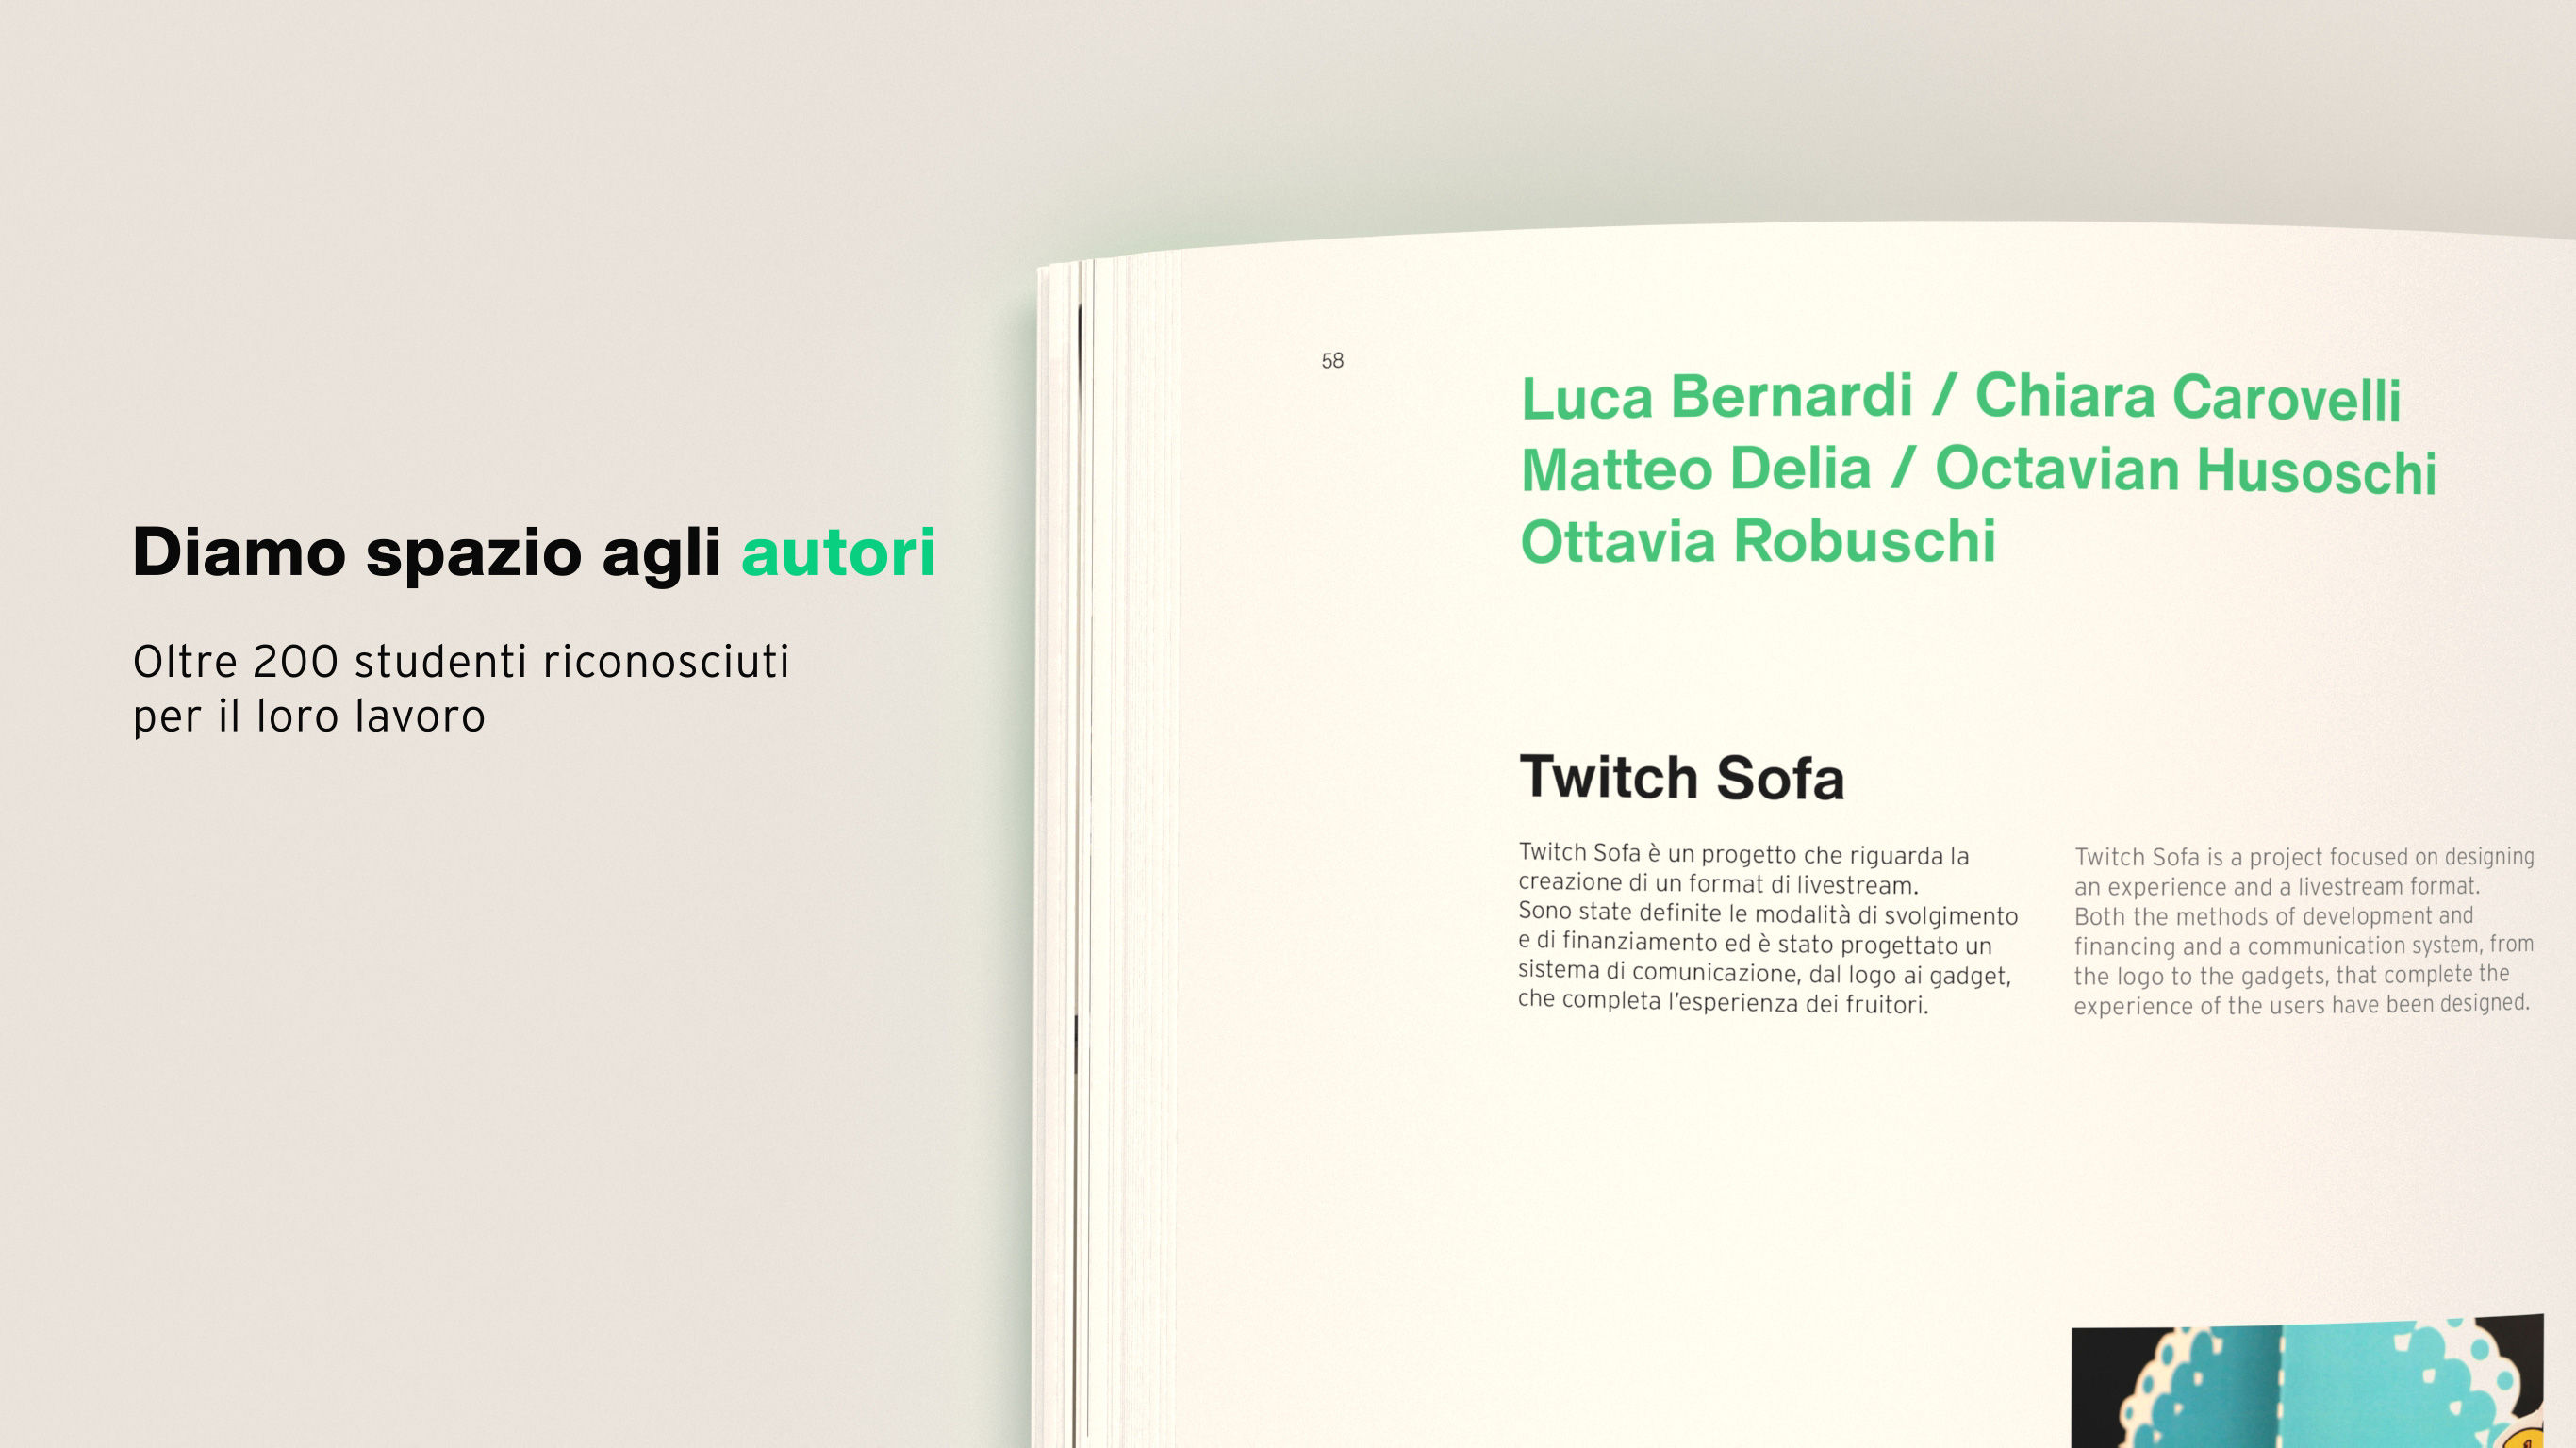 Diamo spazio agli autori
Oltre 200 studenti riconosciuti
per il loro lavoro
58
Luca Bernardi / Chiara Carovelli
Matteo Delia / Octavian Husoschi
Ottavia Robuschi
Twitch Sofa
Twitch Sofa è un progetto che riguarda la
creazione di un format di livestream.
Sono state definite le modalità di svolgimento
e di finanziamento ed è stato progettato un
sistema di comunicazione, dal logo ai gadget,
che completa l'esperienza dei fruitori.
Twitch Sofa is a project focused on designing
an experience and a livestream format.
Both the methods of development and
financing and a communication system, from
the logo to the gadgets, that complete the
experience of the users have been designed.